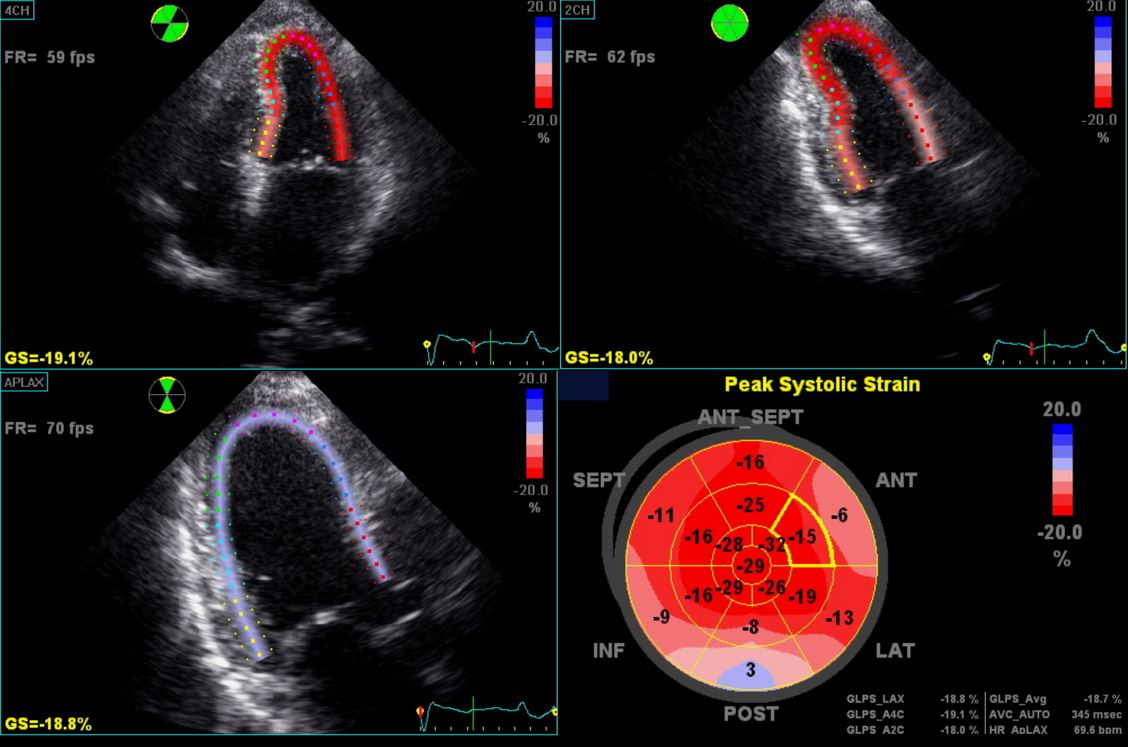 4CH
FR= 59 fps
20.0
-20.0
%
GS=-19.1%
2CH
FR= 62 fps
20.0
-20.0
%
GS=-18.0%
APLAX
FR= 70 fps
20.0
-20.0
%
GS=-18.8%
Peak Systolic Strain
ANT_SEPT
SEPT
ANT
INF
LAT
POST
-16
-25
-11
-6
-16
-28
-32
-15
-29
-16
-29
-26
-19
-9
-8
-13
3
20.0
-20.0
%
GLPS_LAX -18.8 % GLPS_Avg -18.7 %
GLPS_A4C -19.1 % AVC_AUTO 345 msec
GLPS_A2C -18.0 % HR_ApLAX 69.6 bpm